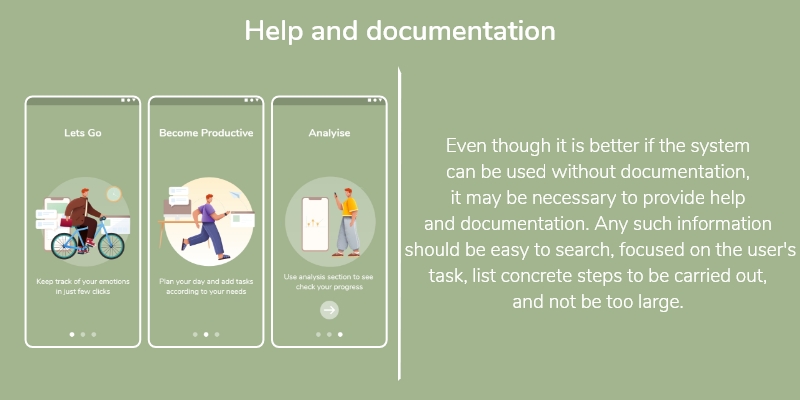 Help and documentation
Lets Go
Keep track of your emotions
in just few clicks
Become Productive
Plan your day and add tasks
according to your needs
Analyise
Use analysis section to see
check your progress
Even though it is better if the system
can be used without documentation,
it may be necessary to provide help
and documentation. Any such information
should be easy to search, focused on the user's
task, list concrete steps to be carried out,
and not be too large.